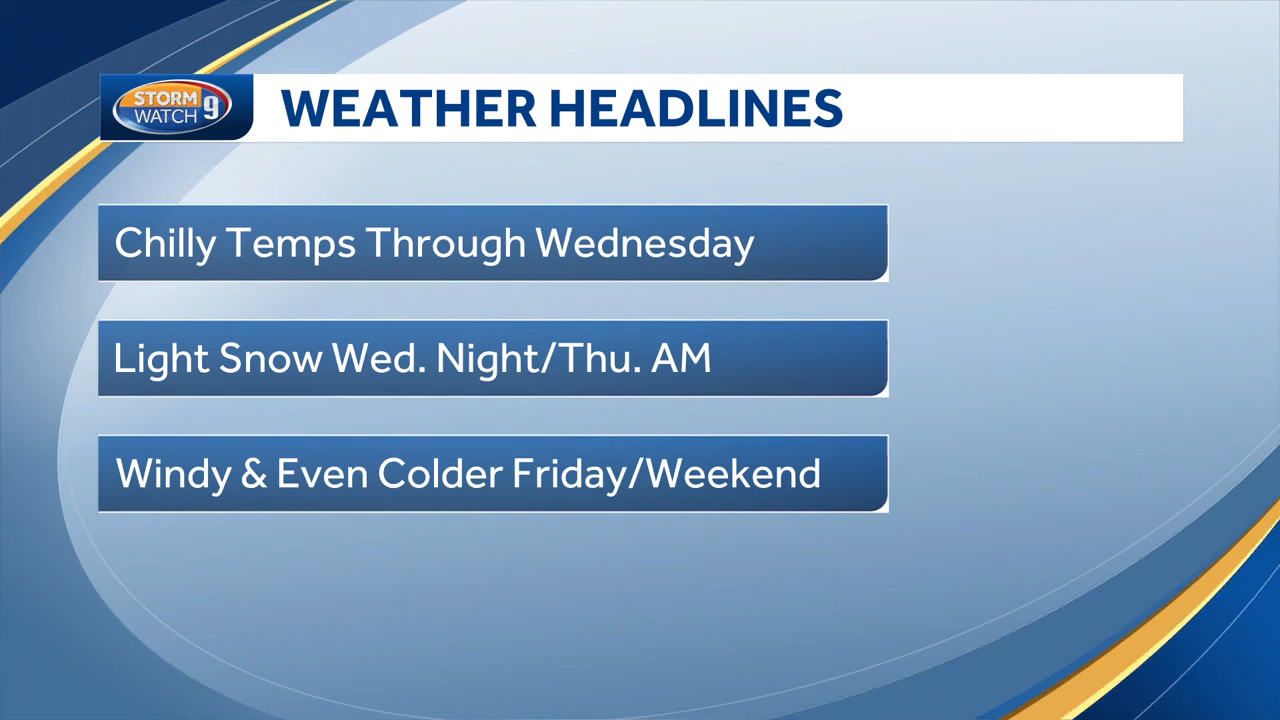 STORM
WATCH 9
WEATHER HEADLINES
Chilly Temps Through Wednesday
Light Snow Wed. Night/Thu. AM
Windy & Even Colder Friday/Weekend